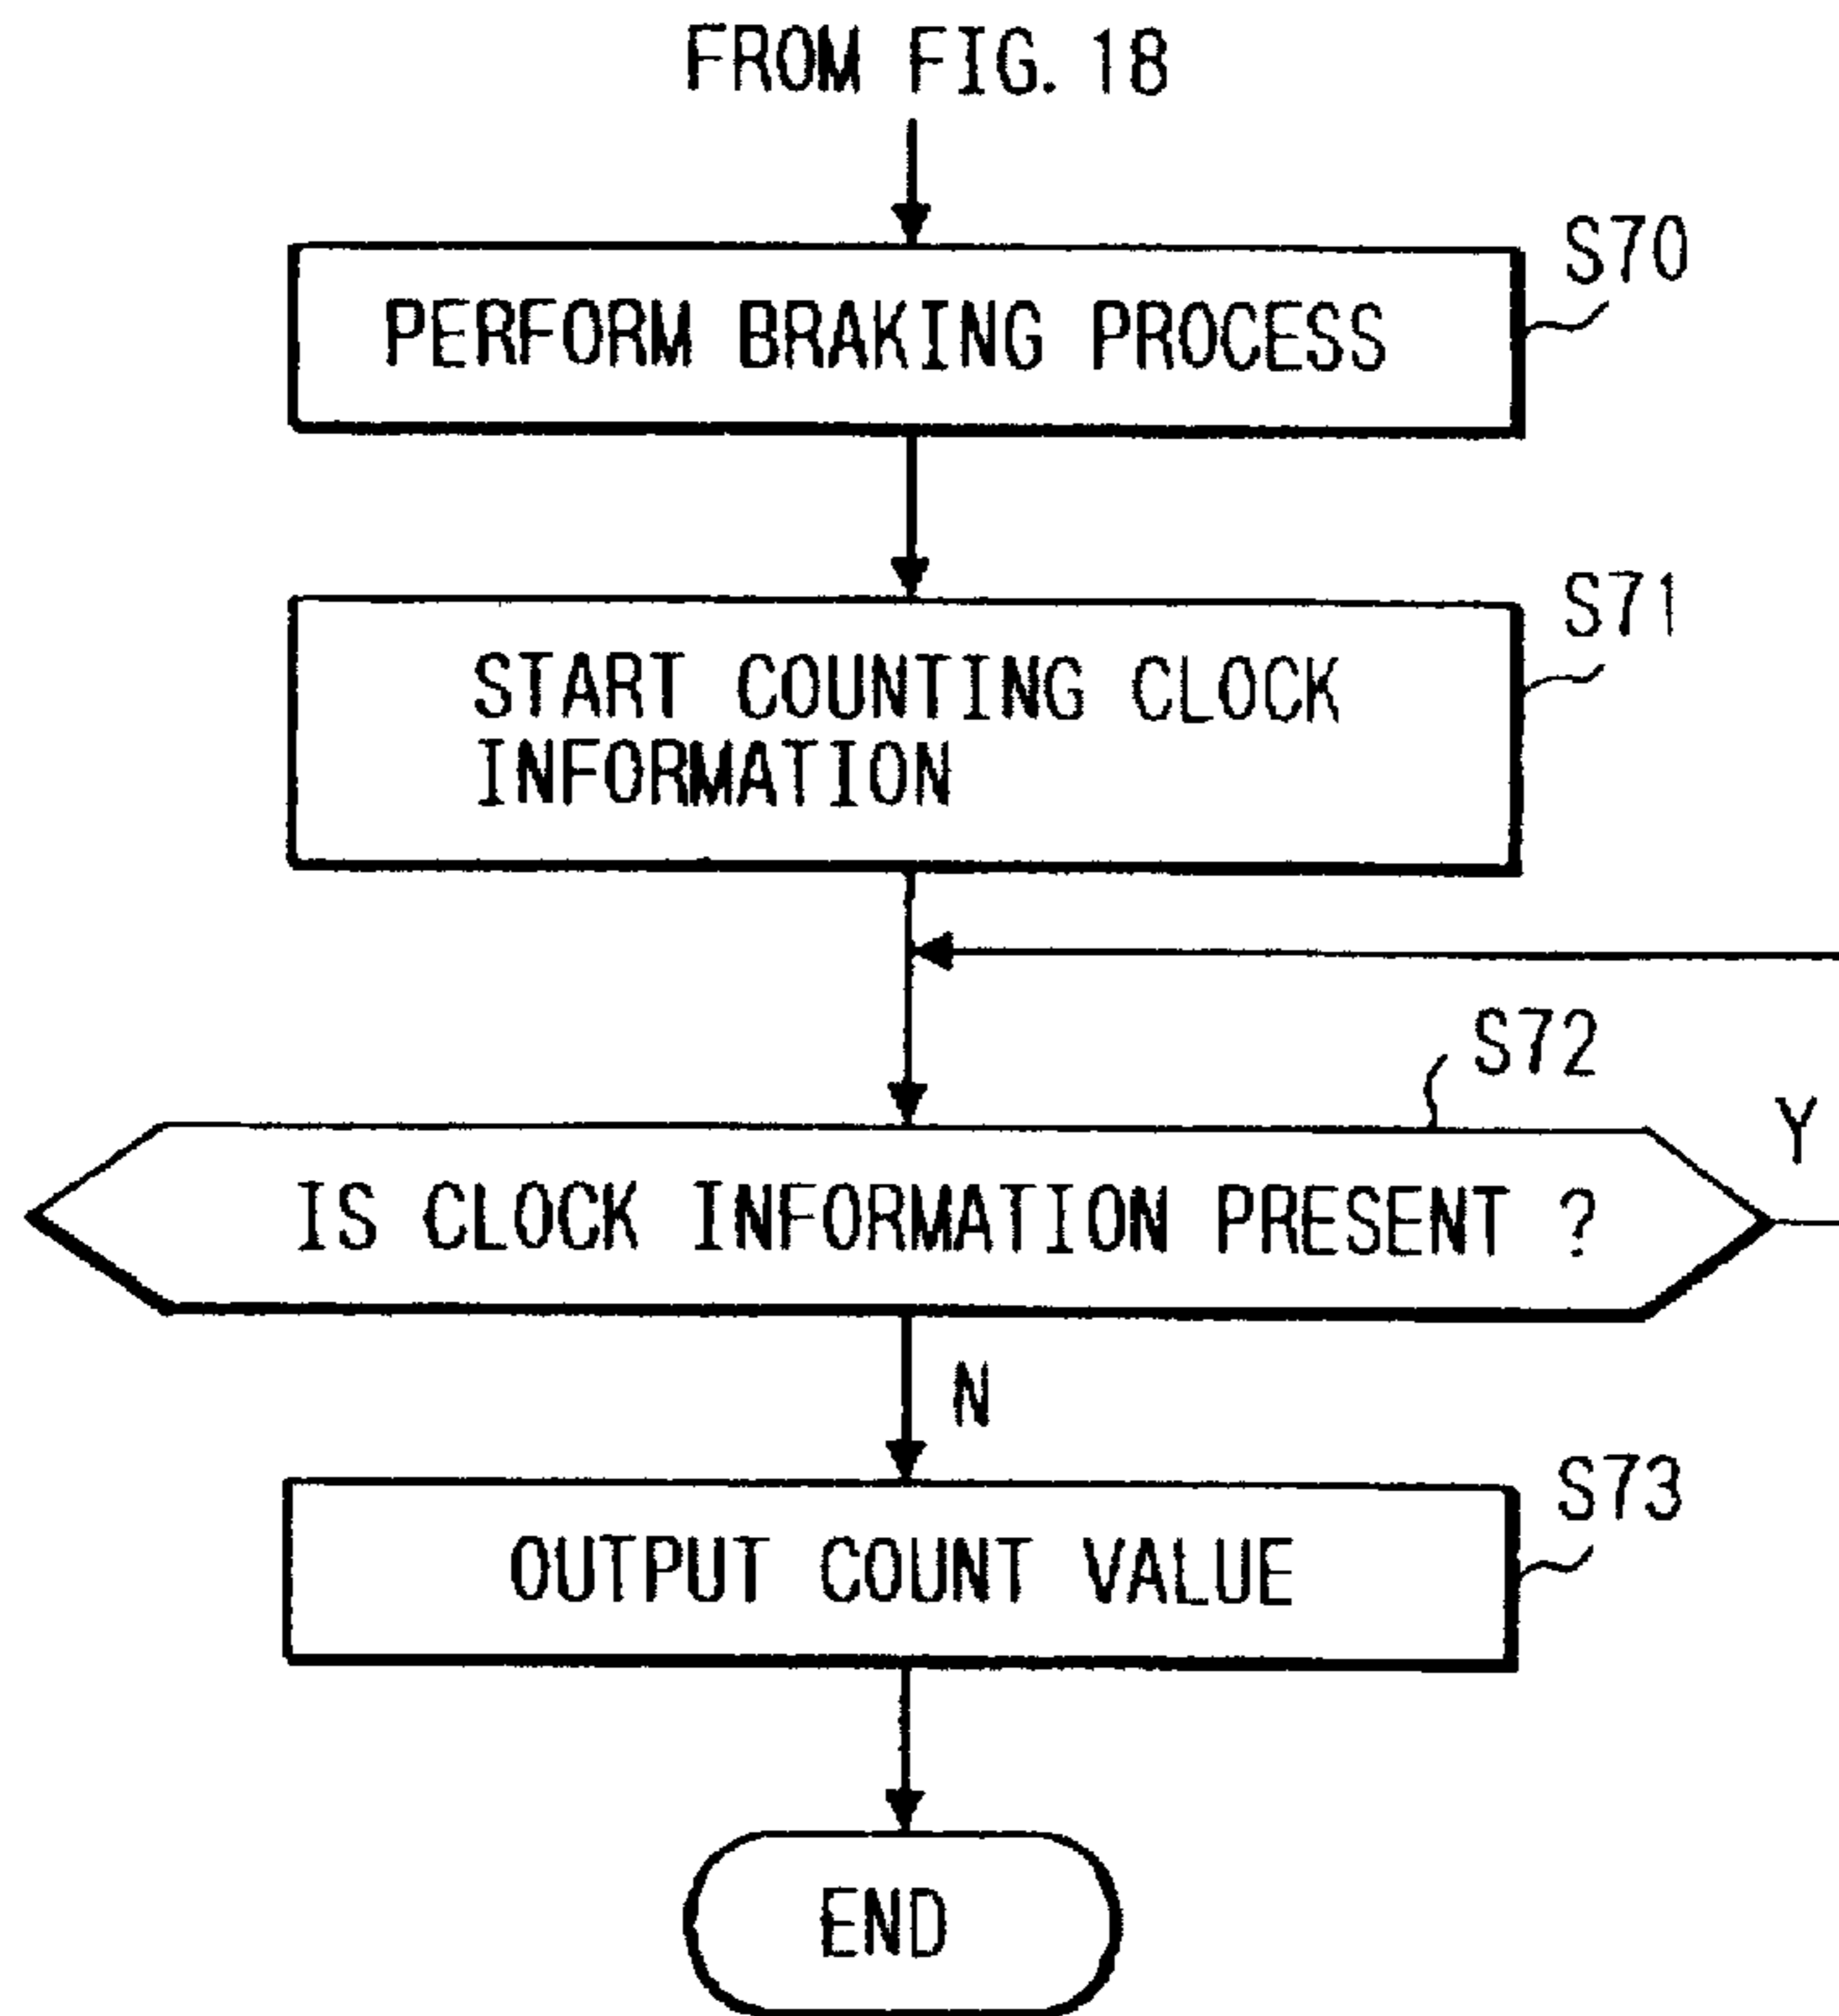 FROM FIG. 18
S70
PERFORM BRAKING PROCESS
S71
START COUNTING CLOCK
INFORMATION
S72
Y
IS CLOCK INFORMATION PRESENT ?
N
S73
OUTPUT COUNT VALUE
END